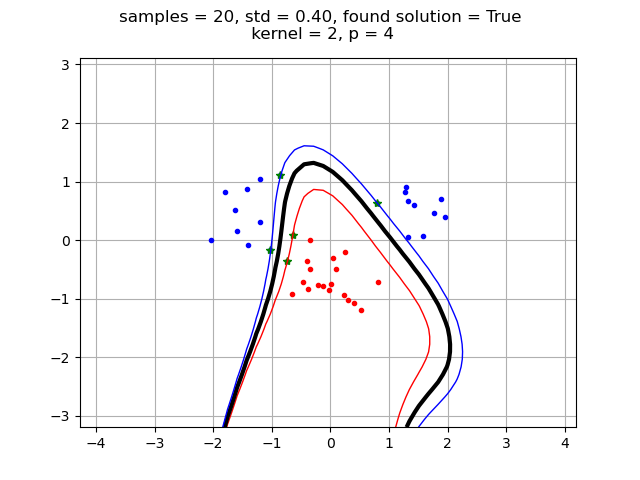 samples = 20, std = 0.40, found solution = True
kernel = 2, p = 4
3
2
1
0
−1
−2
−3
−4 −3 −2 −1 0 1 2 3 4